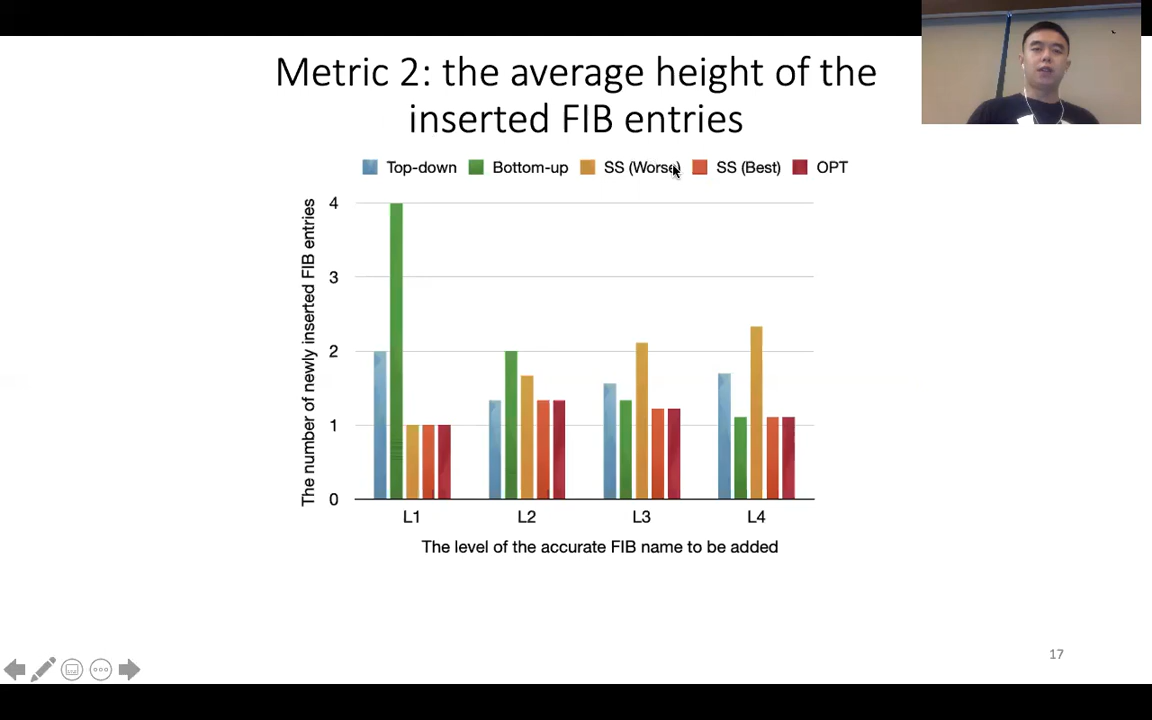 Metric 2: the average height of the
inserted FIB entries
Top-down Bottom-up SS (Worse) SS (Best) OPT
The number of newly inserted FIB entries
4
3
2
1
0
L1 L2 L3 L4
The level of the accurate FIB name to be added
17